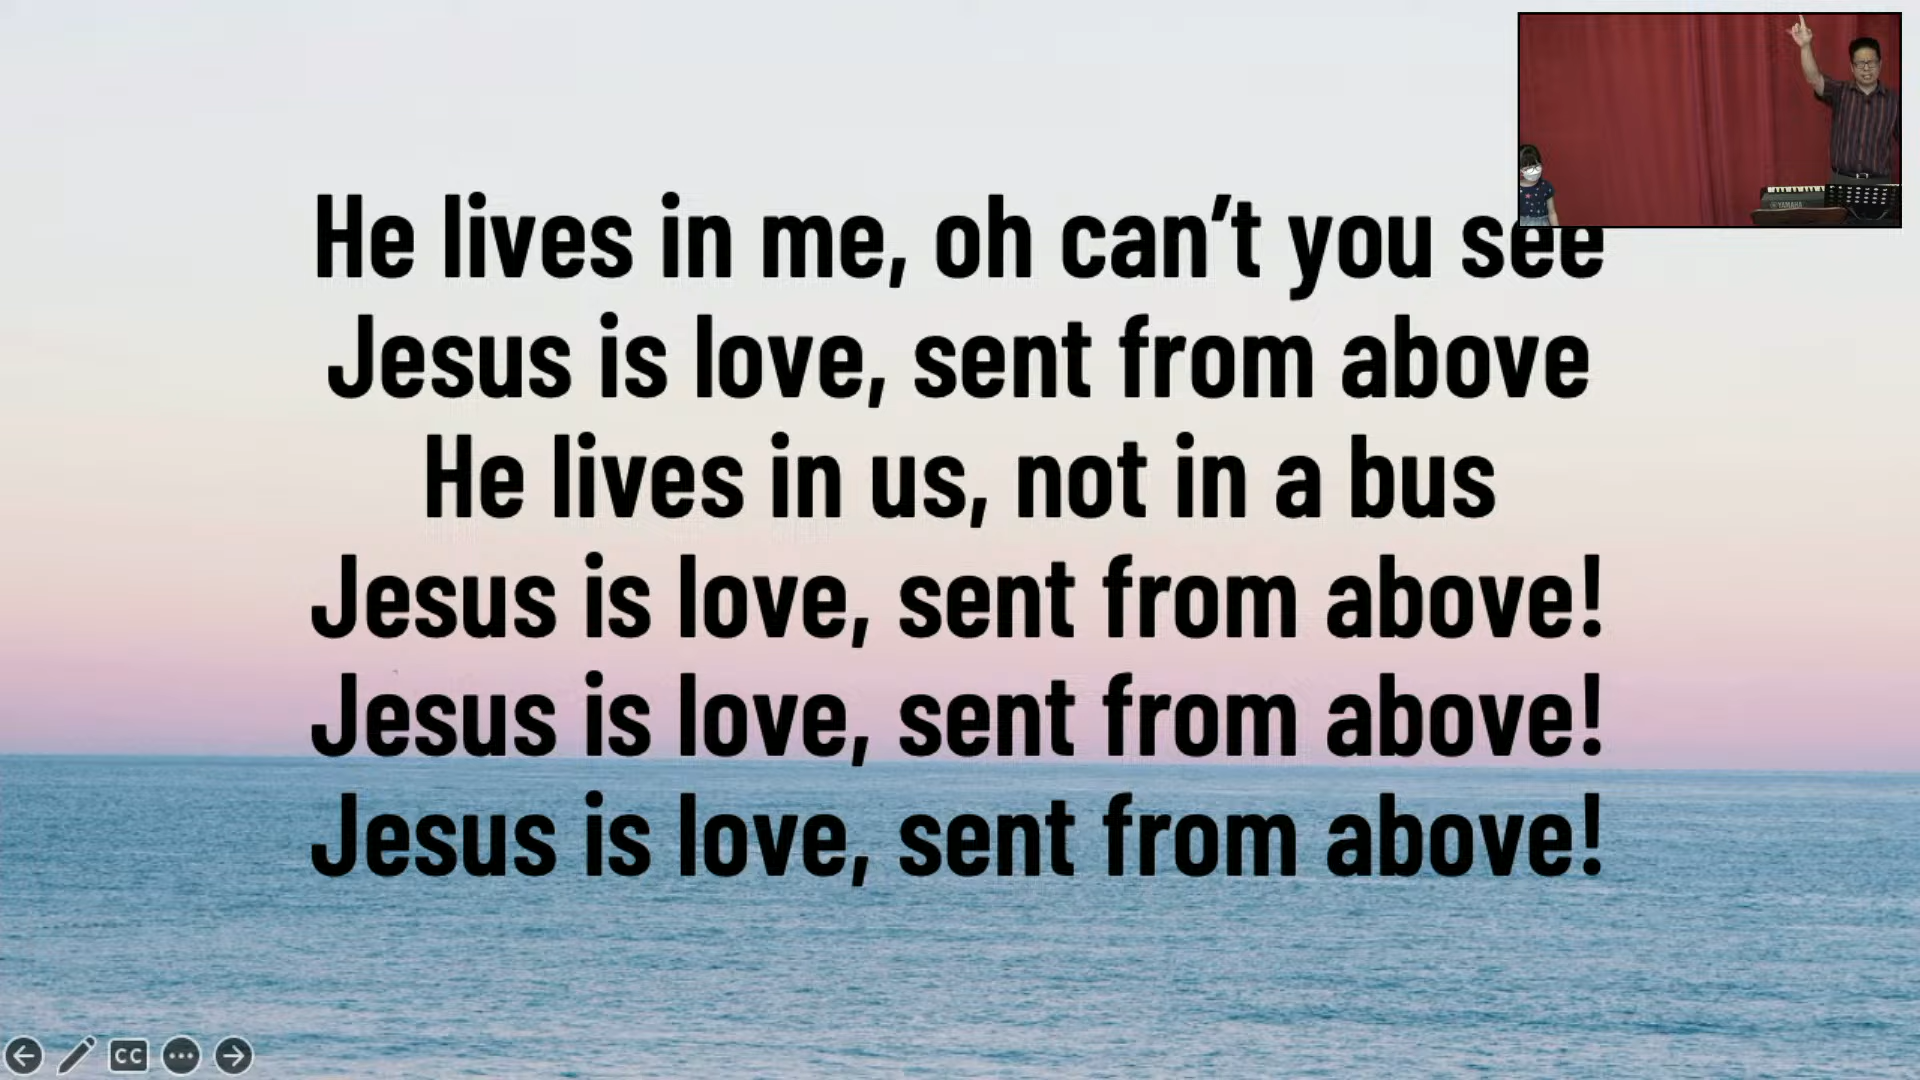 He lives in me, oh can’t you see
Jesus is love, sent from above
He lives in us, not in a bus
Jesus is love, sent from above!
Jesus is love, sent from above!
Jesus is love, sent from above!
YAMAHA
CC